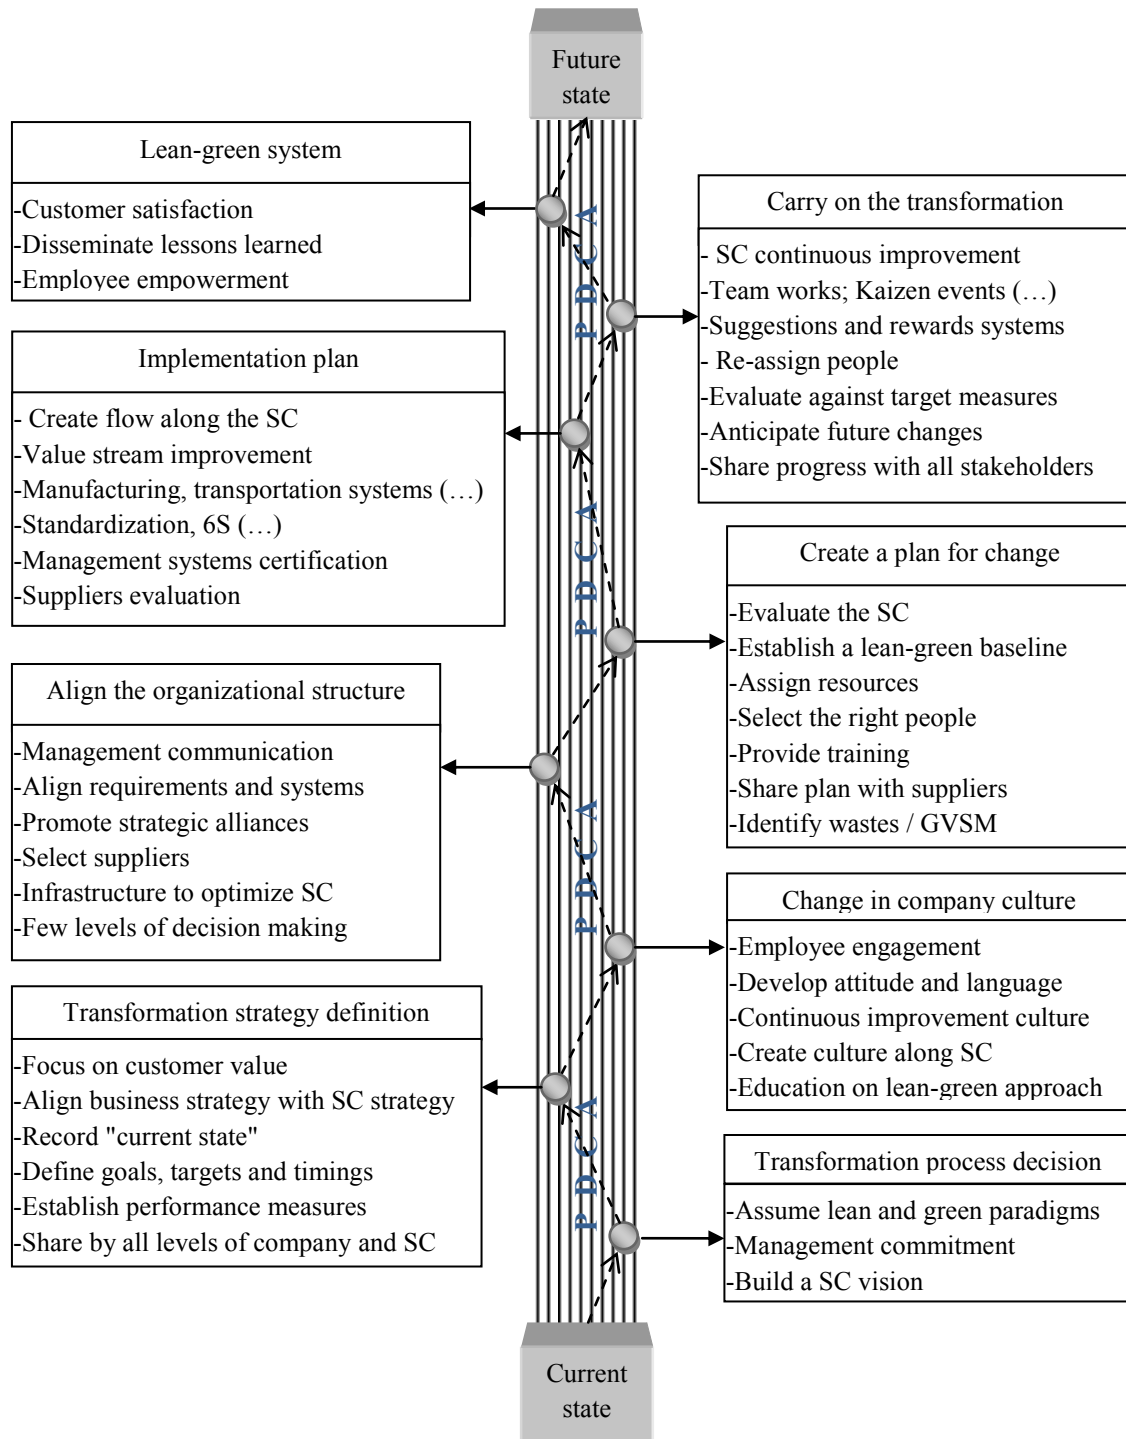 Future
state
Lean-green system
-Customer satisfaction
-Disseminate lessons learned
-Employee empowerment
Carry on the transformation
- SC continuous improvement
-Team works; Kaizen events (…)
-Suggestions and rewards systems
- Re-assign people
-Evaluate against target measures
-Anticipate future changes
-Share progress with all stakeholders
P D C A
Implementation plan
- Create flow along the SC
-Value stream improvement
-Manufacturing, transportation systems (…)
-Standardization, 6S (…)
-Management systems certification
-Suppliers evaluation
P D C A
Create a plan for change
-Evaluate the SC
-Establish a lean-green baseline
-Assign resources
-Select the right people
-Provide training
-Share plan with suppliers
-Identify wastes / GVSM
Align the organizational structure
-Management communication
-Align requirements and systems
-Promote strategic alliances
-Select suppliers
-Infrastructure to optimize SC
-Few levels of decision making
P D C A
Change in company culture
-Employee engagement
-Develop attitude and language
-Continuous improvement culture
-Create culture along SC
-Education on lean-green approach
Transformation strategy definition
-Focus on customer value
-Align business strategy with SC strategy
-Record "current state"
-Define goals, targets and timings
-Establish performance measures
-Share by all levels of company and SC
P D C A
Transformation process decision
-Assume lean and green paradigms
-Management commitment
-Build a SC vision
Current
state